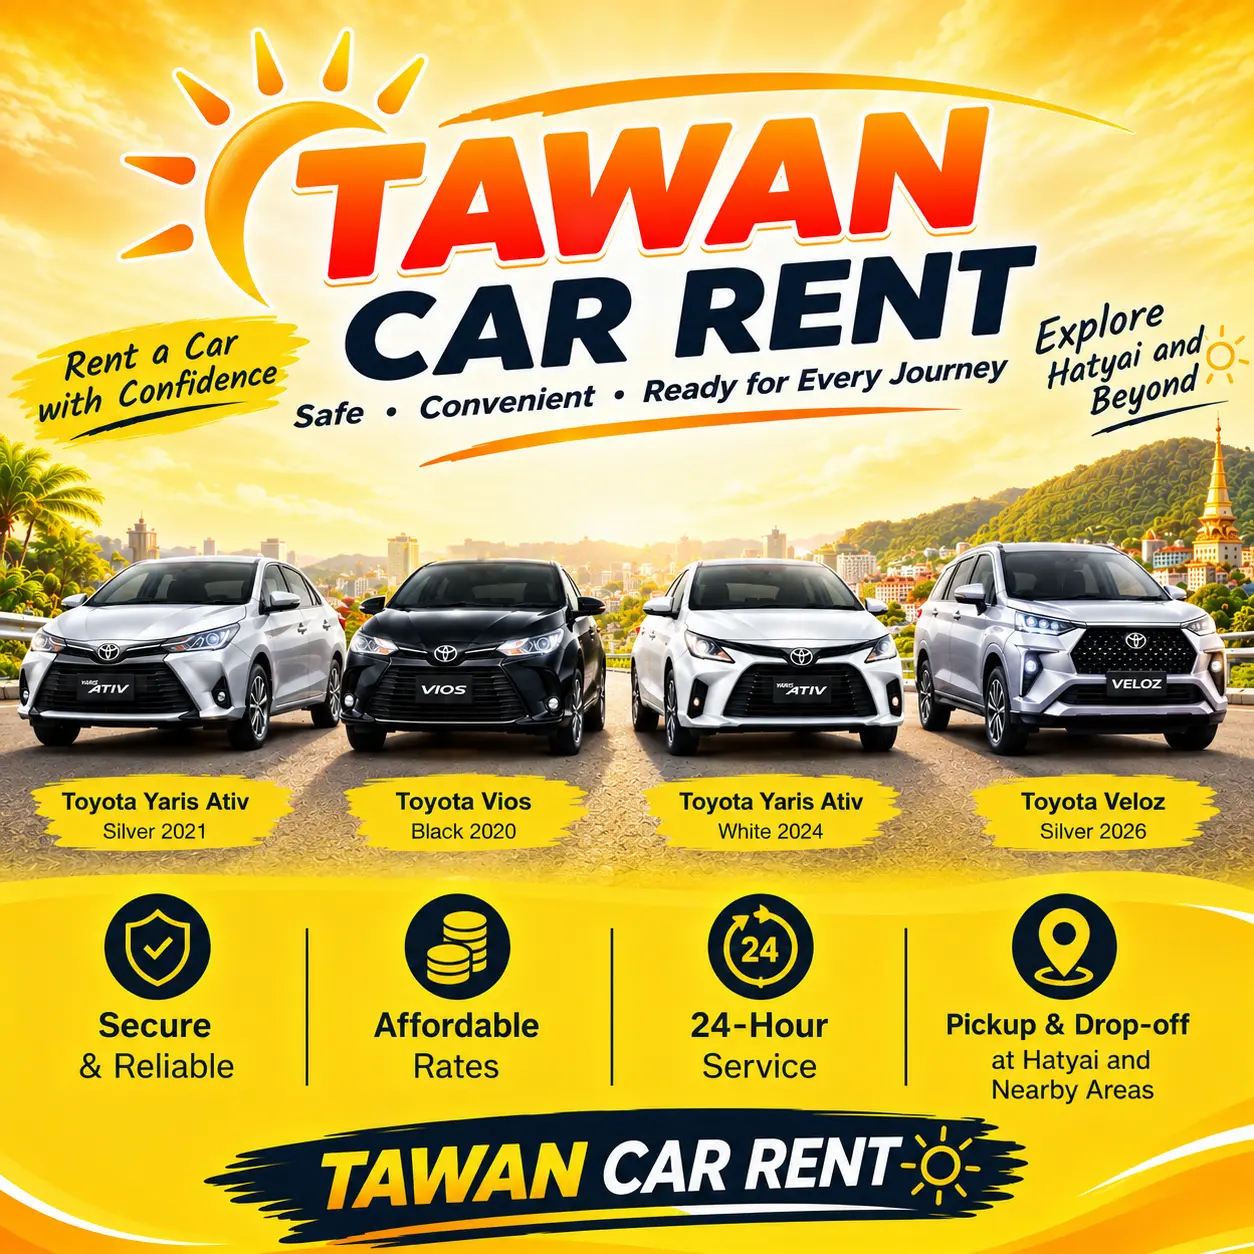 TAWAN
CAR RENT
Safe • Convenient • Ready for Every Journey
Rent a Car
with Confidence
Explore
Hatyai and
Beyond
YARIS ATIV
VIOS
YARIS ATIV
VELOZ
Toyota Yaris Ativ
Silver 2021
Toyota Vios
Black 2020
Toyota Yaris Ativ
White 2024
Toyota Veloz
Silver 2026
Secure
& Reliable
Affordable
Rates
24
24-Hour
Service
Pickup & Drop-off
at Hatyai and
Nearby Areas
TAWAN CAR RENT